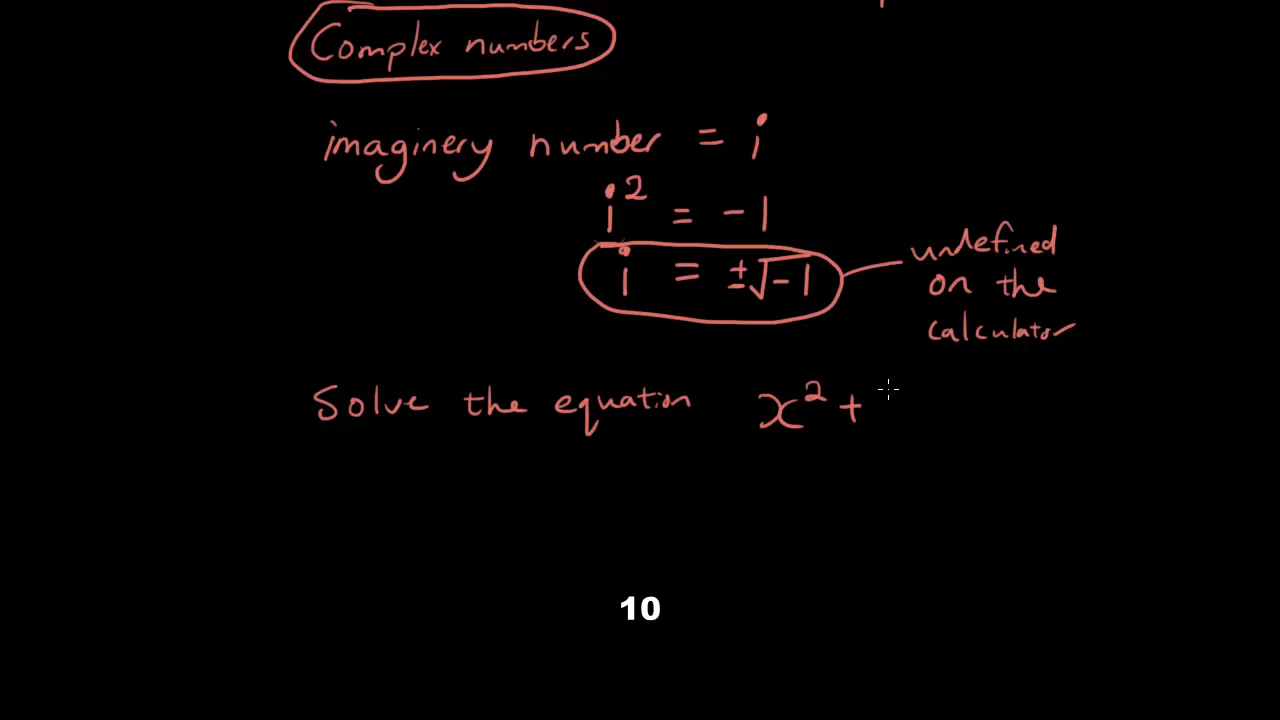 Complex numbers
imaginery number = i
i² = -1
i = ±√-1
undefined
on the
calculator
Solve the equation x² +
10